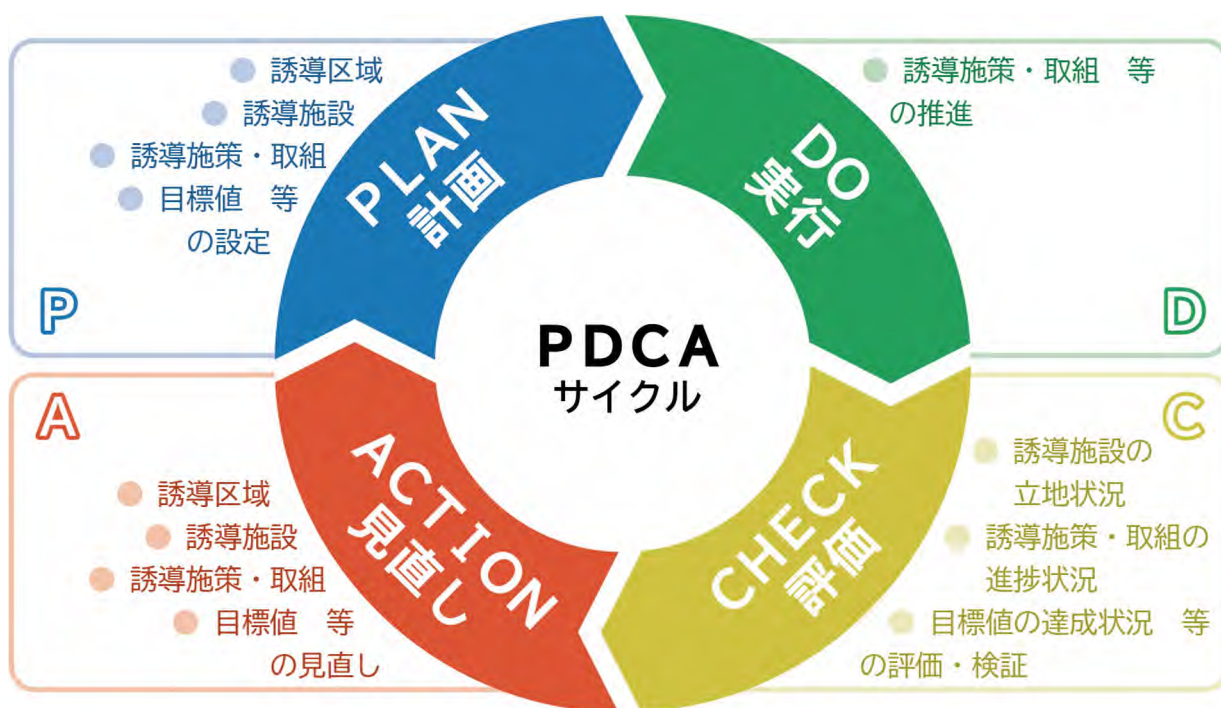 PLAN
計画
● 誘導区域
● 誘導施設
● 誘導施策・取組
● 目標値　等
の設定
P
DO
実行
● 誘導施策・取組　等
の推進
D
PDCA
サイクル
CHECK
評価
C
● 誘導施設の
立地状況
● 誘導施策・取組の
進捗状況
● 目標値の達成状況　等
の評価・検証
ACTION
見直し
A
● 誘導区域
● 誘導施設
● 誘導施策・取組
● 目標値　等
の見直し